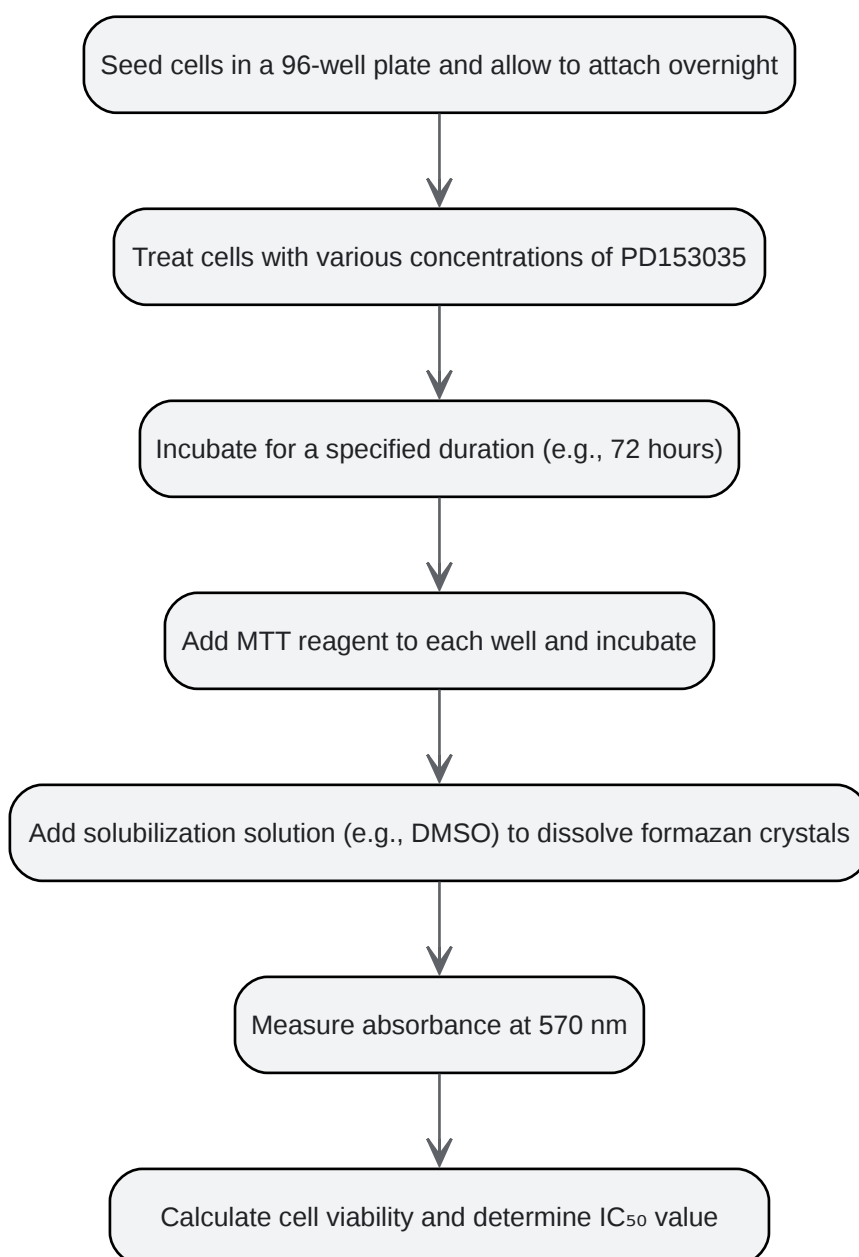 Seed cells in a 96-well plate and allow to attach overnight
Treat cells with various concentrations of PD153035
Incubate for a specified duration (e.g., 72 hours)
Add MTT reagent to each well and incubate
Add solubilization solution (e.g., DMSO) to dissolve formazan crystals
Measure absorbance at 570 nm
Calculate cell viability and determine IC₅₀ value